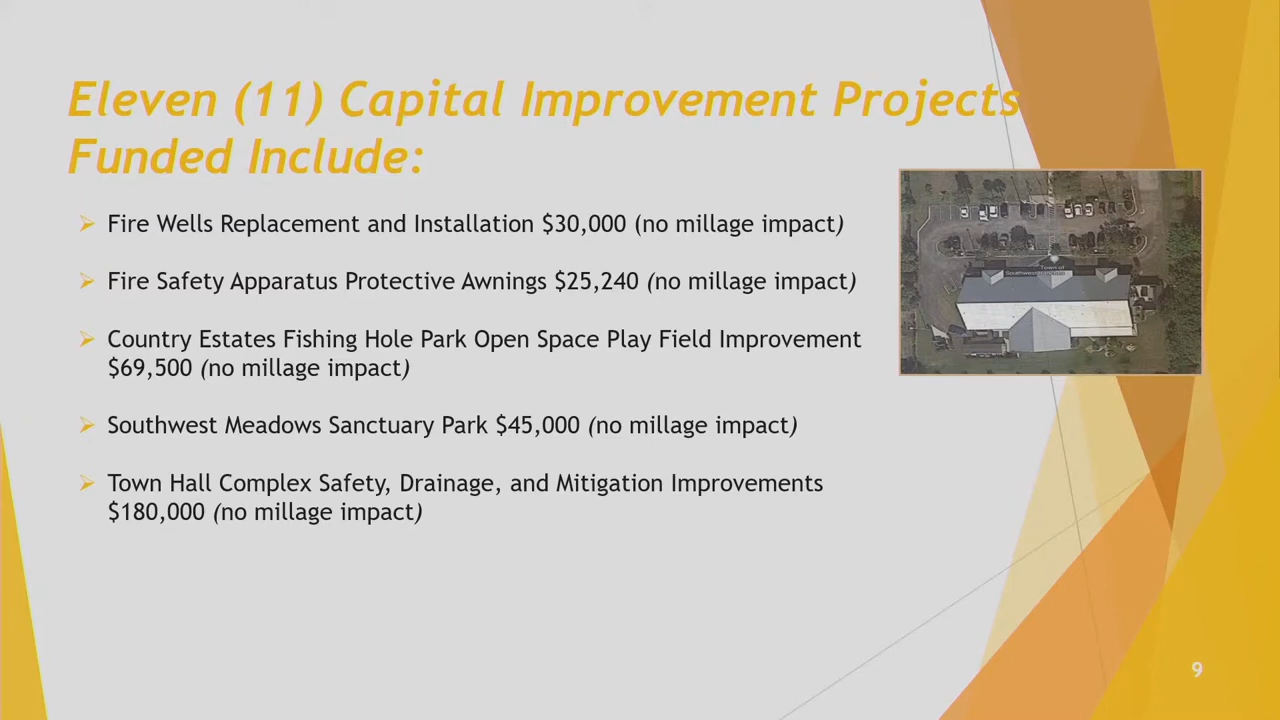 Eleven (11) Capital Improvement Projects
Funded Include:
Fire Wells Replacement and Installation $30,000 (no millage impact)
Fire Safety Apparatus Protective Awnings $25,240 (no millage impact)
Country Estates Fishing Hole Park Open Space Play Field Improvement
$69,500 (no millage impact)
Southwest Meadows Sanctuary Park $45,000 (no millage impact)
Town Hall Complex Safety, Drainage, and Mitigation Improvements
$180,000 (no millage impact)
Town of
9